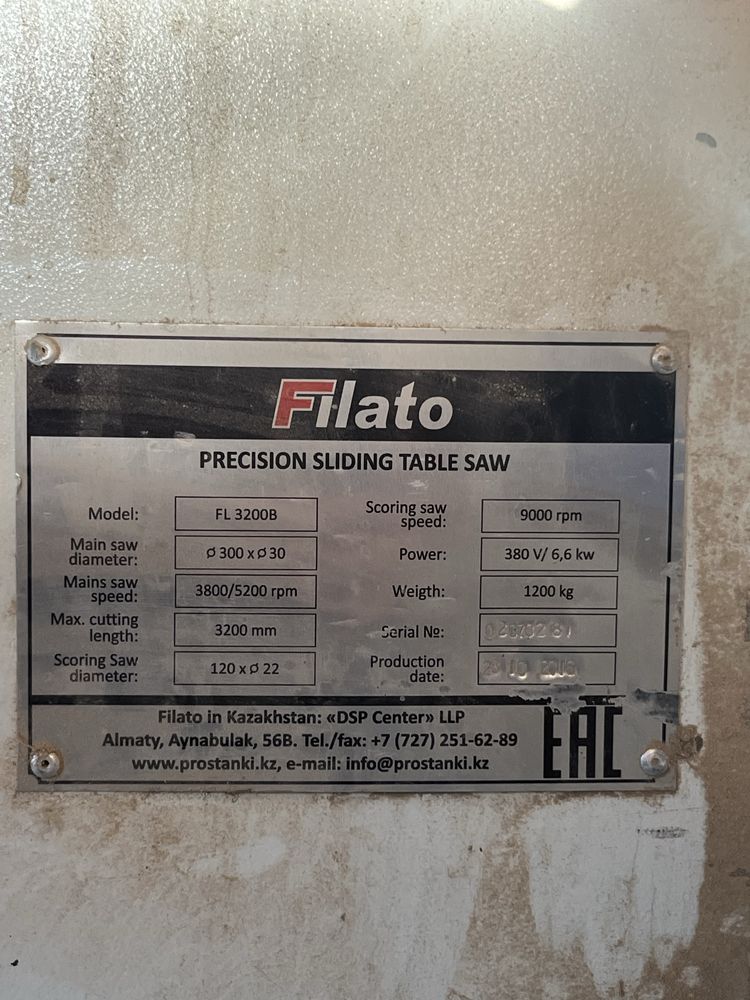 Filato
PRECISION SLIDING TABLE SAW
Model: FL 3200B
Main saw diameter: Ø 300 x Ø 30
Mains saw speed: 3800/5200 rpm
Max. cutting length: 3200 mm
Scoring Saw diameter: 120 x Ø 22
Scoring saw speed: 9000 rpm
Power: 380 V/ 6,6 kw
Weigth: 1200 kg
Serial №:
Production date:
Filato in Kazakhstan: «DSP Center» LLP
Almaty, Aynabulak, 56B. Tel./fax: +7 (727) 251-62-89
www.prostanki.kz, e-mail: info@prostanki.kz
EAC